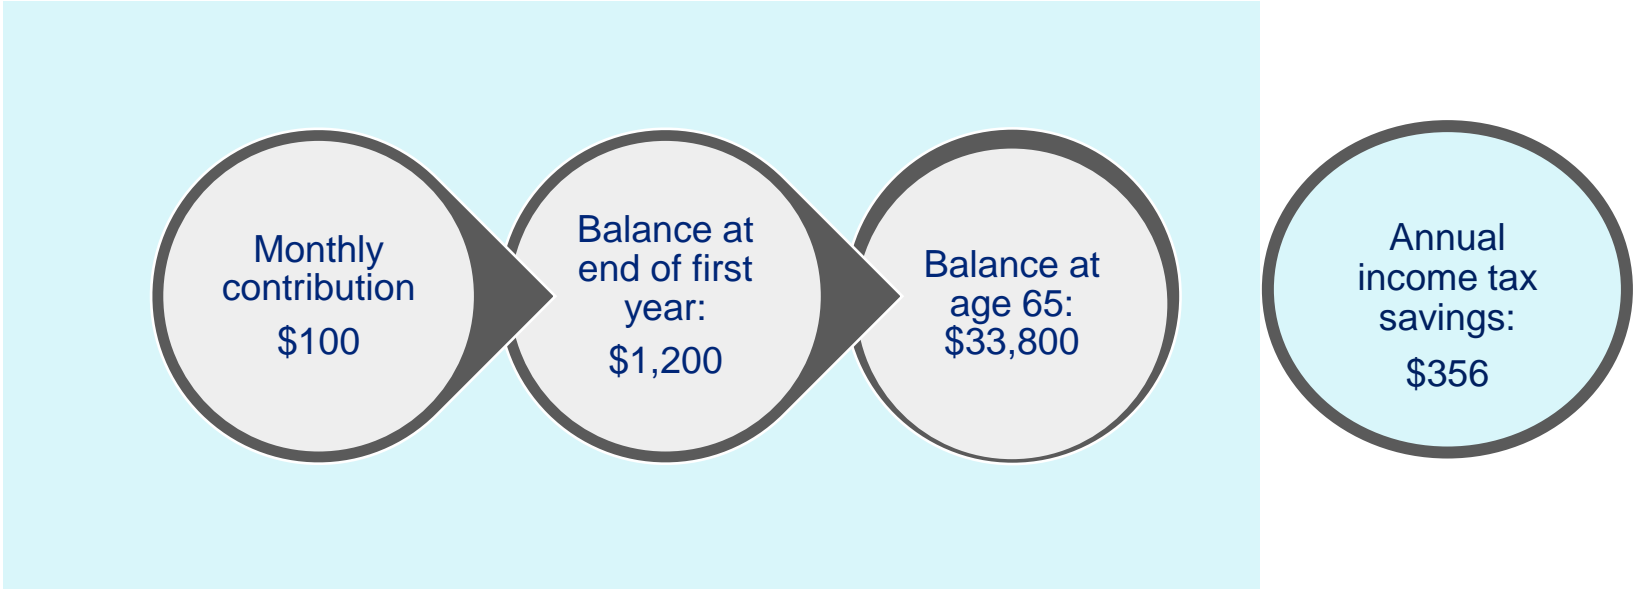 Monthly
contribution
$100
Balance at
end of first
year:
$1,200
Balance at
age 65:
$33,800
Annual
income tax
savings:
$356